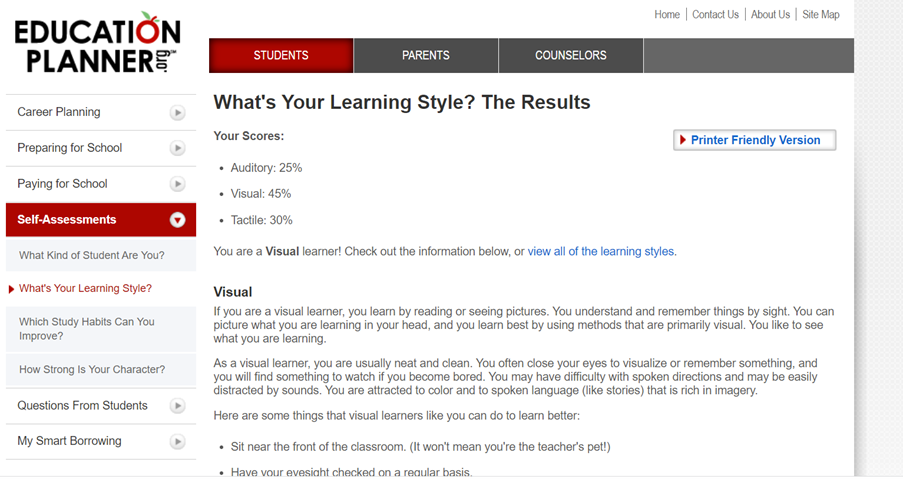 EDUCATION
PLANNER.org
Home | Contact Us | About Us | Site Map
STUDENTS PARENTS COUNSELORS
Career Planning
Preparing for School
Paying for School
Self-Assessments
What Kind of Student Are You?
What's Your Learning Style?
Which Study Habits Can You
Improve?
How Strong Is Your Character?
Questions From Students
My Smart Borrowing
What's Your Learning Style? The Results
Your Scores:
Printer Friendly Version
• Auditory: 25%
• Visual: 45%
• Tactile: 30%
You are a Visual learner! Check out the information below, or view all of the learning styles.
Visual
If you are a visual learner, you learn by reading or seeing pictures. You understand and remember things by sight. You can
picture what you are learning in your head, and you learn best by using methods that are primarily visual. You like to see
what you are learning.
As a visual learner, you are usually neat and clean. You often close your eyes to visualize or remember something, and
you will find something to watch if you become bored. You may have difficulty with spoken directions and may be easily
distracted by sounds. You are attracted to color and to spoken language (like stories) that is rich in imagery.
Here are some things that visual learners like you can do to learn better:
• Sit near the front of the classroom. (It won't mean you're the teacher's pet!)
• Have your eyesight checked on a regular basis.